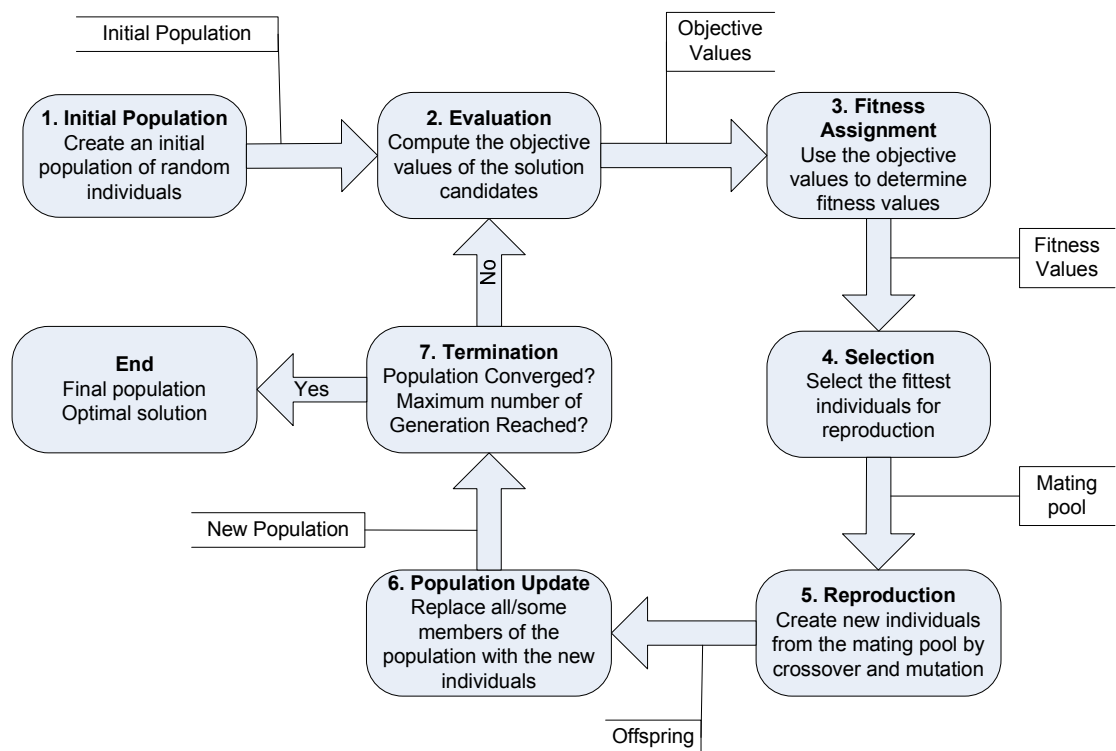 Initial Population
Objective
Values
1. Initial Population
Create an initial
population of random
individuals
2. Evaluation
Compute the objective
values of the solution
candidates
3. Fitness
Assignment
Use the objective
values to determine
fitness values
Fitness
Values
No
End
Final population
Optimal solution
Yes
7. Termination
Population Converged?
Maximum number of
Generation Reached?
4. Selection
Select the fittest
individuals for
reproduction
Mating
pool
New Population
6. Population Update
Replace all/some
members of the
population with the new
individuals
5. Reproduction
Create new individuals
from the mating pool by
crossover and mutation
Offspring